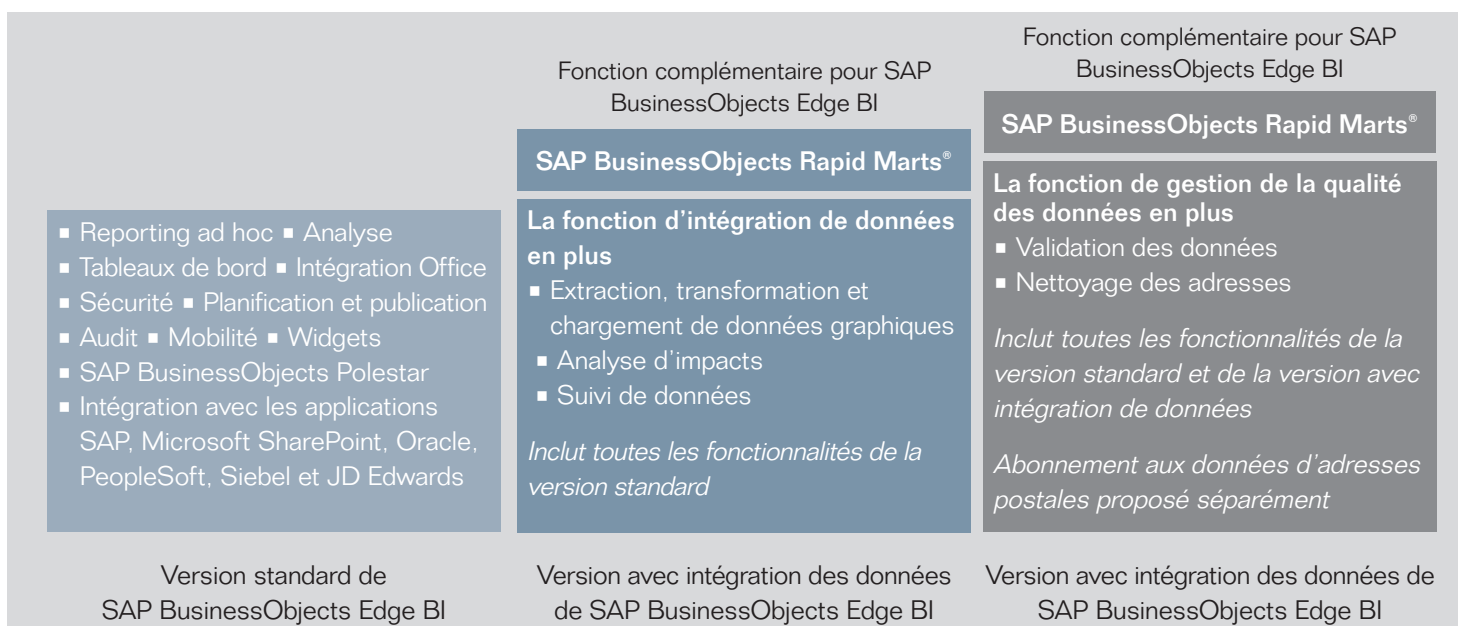 ■ Reporting ad hoc ■ Analyse
■ Tableaux de bord ■ Intégration Office
■ Sécurité ■ Planification et publication
■ Audit ■ Mobilité ■ Widgets
■ SAP BusinessObjects Polestar
■ Intégration avec les applications
SAP, Microsoft SharePoint, Oracle,
PeopleSoft, Siebel et JD Edwards
Version standard de
SAP BusinessObjects Edge BI
Fonction complémentaire pour SAP
BusinessObjects Edge BI
SAP BusinessObjects Rapid Marts®
La fonction d'intégration de données
en plus
■ Extraction, transformation et
chargement de données graphiques
■ Analyse d'impacts
■ Suivi de données
Inclut toutes les fonctionnalités de la
version standard
Version avec intégration des données
de SAP BusinessObjects Edge BI
Fonction complémentaire pour SAP
BusinessObjects Edge BI
SAP BusinessObjects Rapid Marts®
La fonction de gestion de la qualité
des données en plus
■ Validation des données
■ Nettoyage des adresses
Inclut toutes les fonctionnalités de la
version standard et de la version avec
intégration de données
Abonnement aux données d'adresses
postales proposé séparément
Version avec intégration des données de
SAP BusinessObjects Edge BI